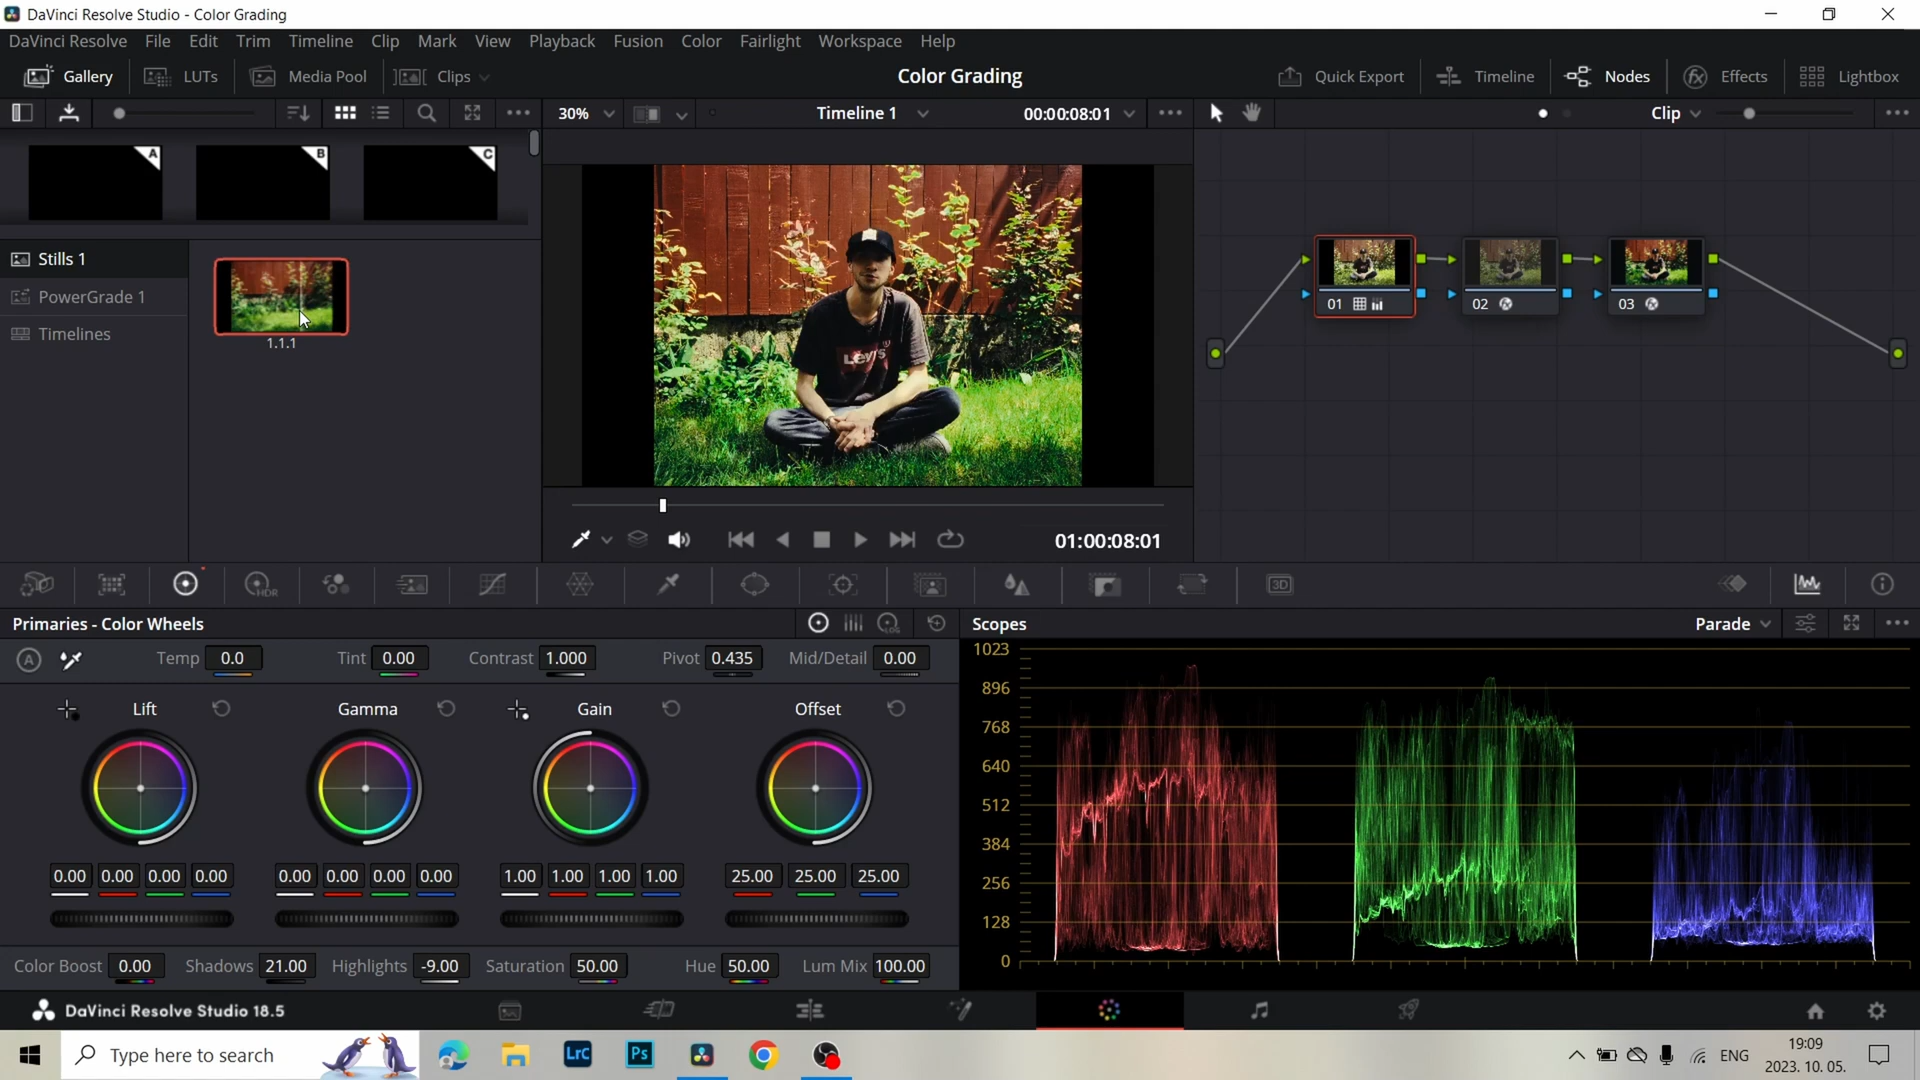 DaVinci Resolve Studio - Color Grading
DaVinci Resolve File Edit Trim Timeline Clip Mark View Playback Fusion Color Fairlight Workspace Help
Gallery LUTs Media Pool Clips Color Grading Quick Export Timeline Nodes Effects Lightbox
30% Timeline 1 00:00:08:01 Clip
A B C
Stills 1
PowerGrade 1
Timelines
1.1.1
Levi's
01 02 03
01:00:08:01
HDR
3D
Primaries - Color Wheels
LOG
Scopes Parade
A Temp 0.0 Tint 0.00 Contrast 1.000 Pivot 0.435 Mid/Detail 0.00
Lift Gamma Gain Offset
0.00 0.00 0.00 0.00 0.00 0.00 0.00 0.00 1.00 1.00 1.00 1.00 25.00 25.00 25.00
Color Boost 0.00 Shadows 21.00 Highlights -9.00 Saturation 50.00 Hue 50.00 Lum Mix 100.00
1023
896
768
640
512
384
256
128
0
DaVinci Resolve Studio 18.5
Type here to search
LrC Ps
ENG
19:09
2023. 10. 05.